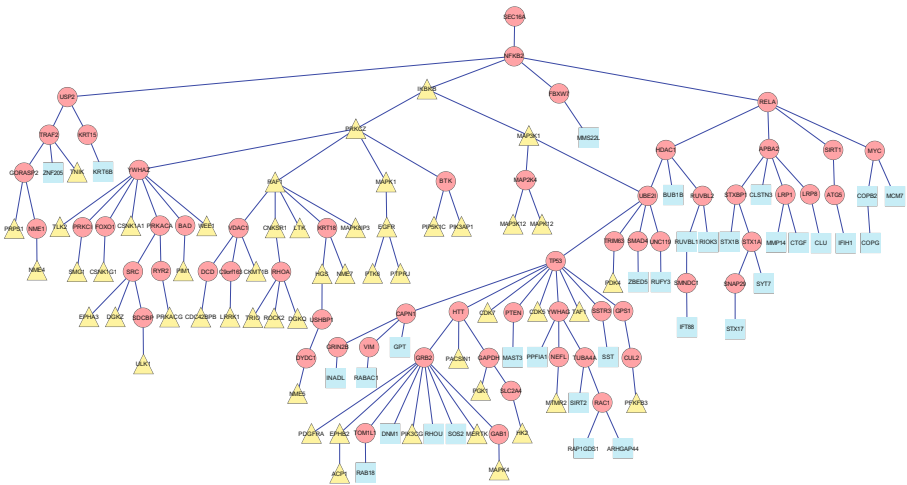 SEC16A
NFKB2
USP2
IKBKB
FBXW7
RELA
TRAF2
KRT15
PRKCZ
MAP3K1
MMS22L
HDAC1
APBA2
SIRT1
MYC
GORASP2
ZNF205
TNIK
KRT6B
YWHAZ
RAF1
MAPK1
BTK
MAP2K4
UBE2I
BUB1B
RUVBL2
STXBP1
CLSTN3
LRP1
LRP8
ATG5
COPB2
MCM7
PRPS1
NME1
TLK2
PRKCI
FOXO1
CSNK1A1
PRKACA
BAD
WEE1
VDAC1
CNKSR1
LTK
KRT18
MAPK8IP3
EGFR
PIP5K1C
PIK3AP1
MAP3K12
MAPK12
TRIM63
SMAD4
UNC119
RUVBL1
RIOK3
STX1B
STX1A
MMP14
CTGF
CLU
IFIH1
COPG
NME4
SMG1
CSNK1G1
SRC
RYR2
PIM1
DCD
C9orf163
CKMT1B
RHOA
HGS
NME7
PTK6
PTPRJ
TP53
PDK4
ZBED5
RUFY3
SMNDC1
SNAP29
SYT7
EPHA3
DGKZ
SDCBP
PRKACG
CDC42BPB
LRRK1
TRIO
ROCK2
DGKQ
USHBP1
CAPN1
HTT
CDK7
PTEN
CDK5
YWHAG
TAF1
SSTR3
GPS1
IFT88
STX17
ULK1
DYDC1
GRIN2B
VIM
GPT
GRB2
PACSIN1
GAPDH
MAST3
PPFIA1
NEFL
TUBA4A
SST
CUL2
NME5
INADL
RABAC1
PGK1
SLC2A4
MTMR2
SIRT2
RAC1
PFKFB3
PDGFRA
EPHB2
TOM1L1
DNM1
PIK3CG
RHOU
SOS2
MERTK
GAB1
HK2
RAP1GDS1
ARHGAP44
ACP1
RAB18
MAPK4